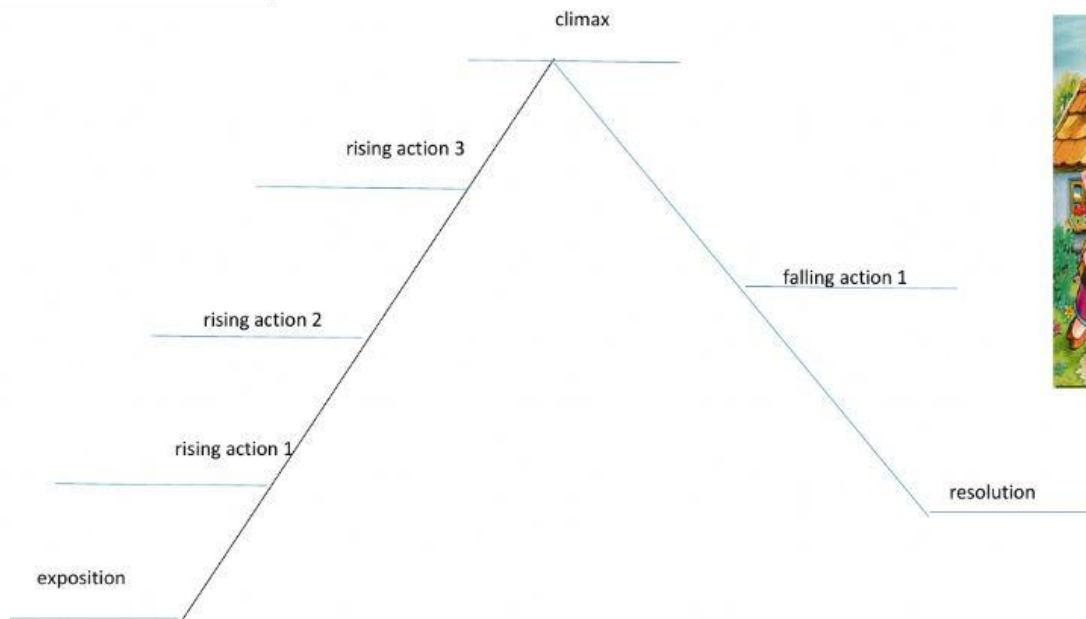 climax
rising action 3
falling action 1
rising action 2
rising action 1
resolution
exposition